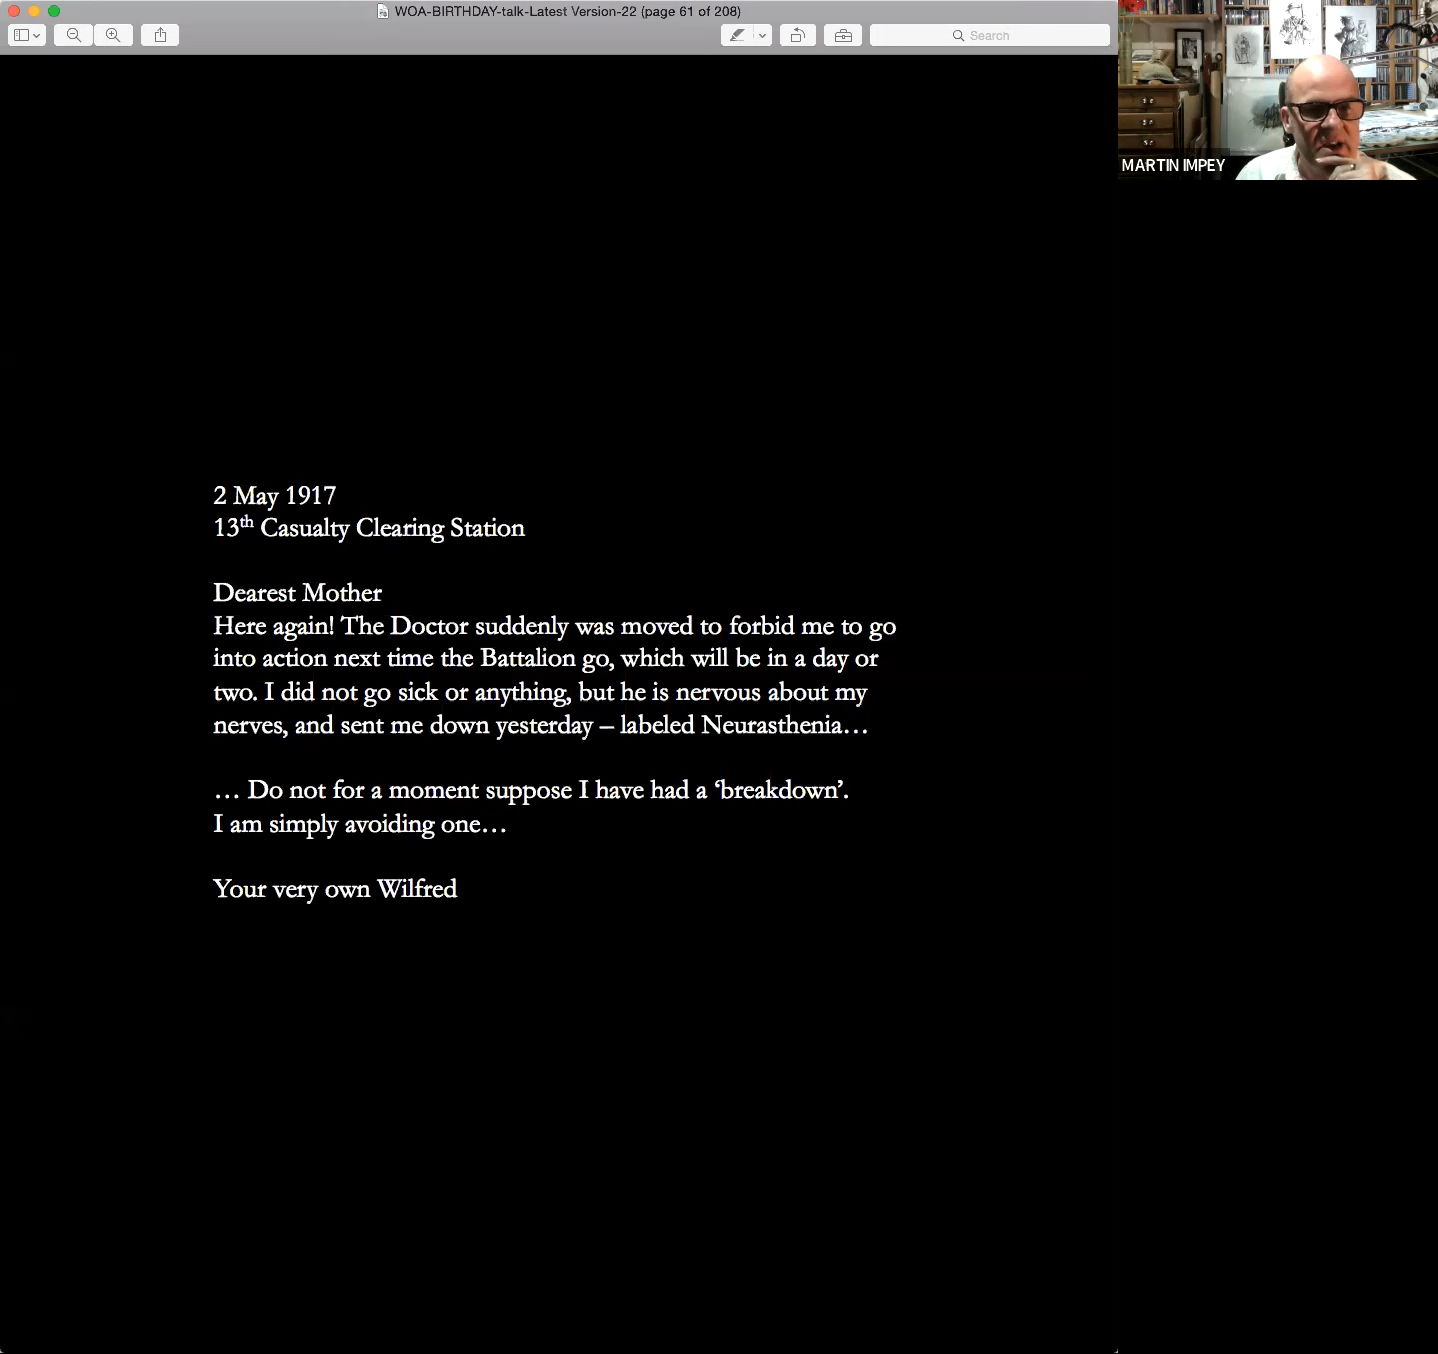 WOA-BIRTHDAY-talk-Latest Version-22 (page 61 of 208)
Search
MARTIN IMPEY
2 May 1917
13th Casualty Clearing Station
Dearest Mother
Here again! The Doctor suddenly was moved to forbid me to go
into action next time the Battalion go, which will be in a day or
two. I did not go sick or anything, but he is nervous about my
nerves, and sent me down yesterday – labeled Neurasthenia…
… Do not for a moment suppose I have had a ‘breakdown’.
I am simply avoiding one…
Your very own Wilfred